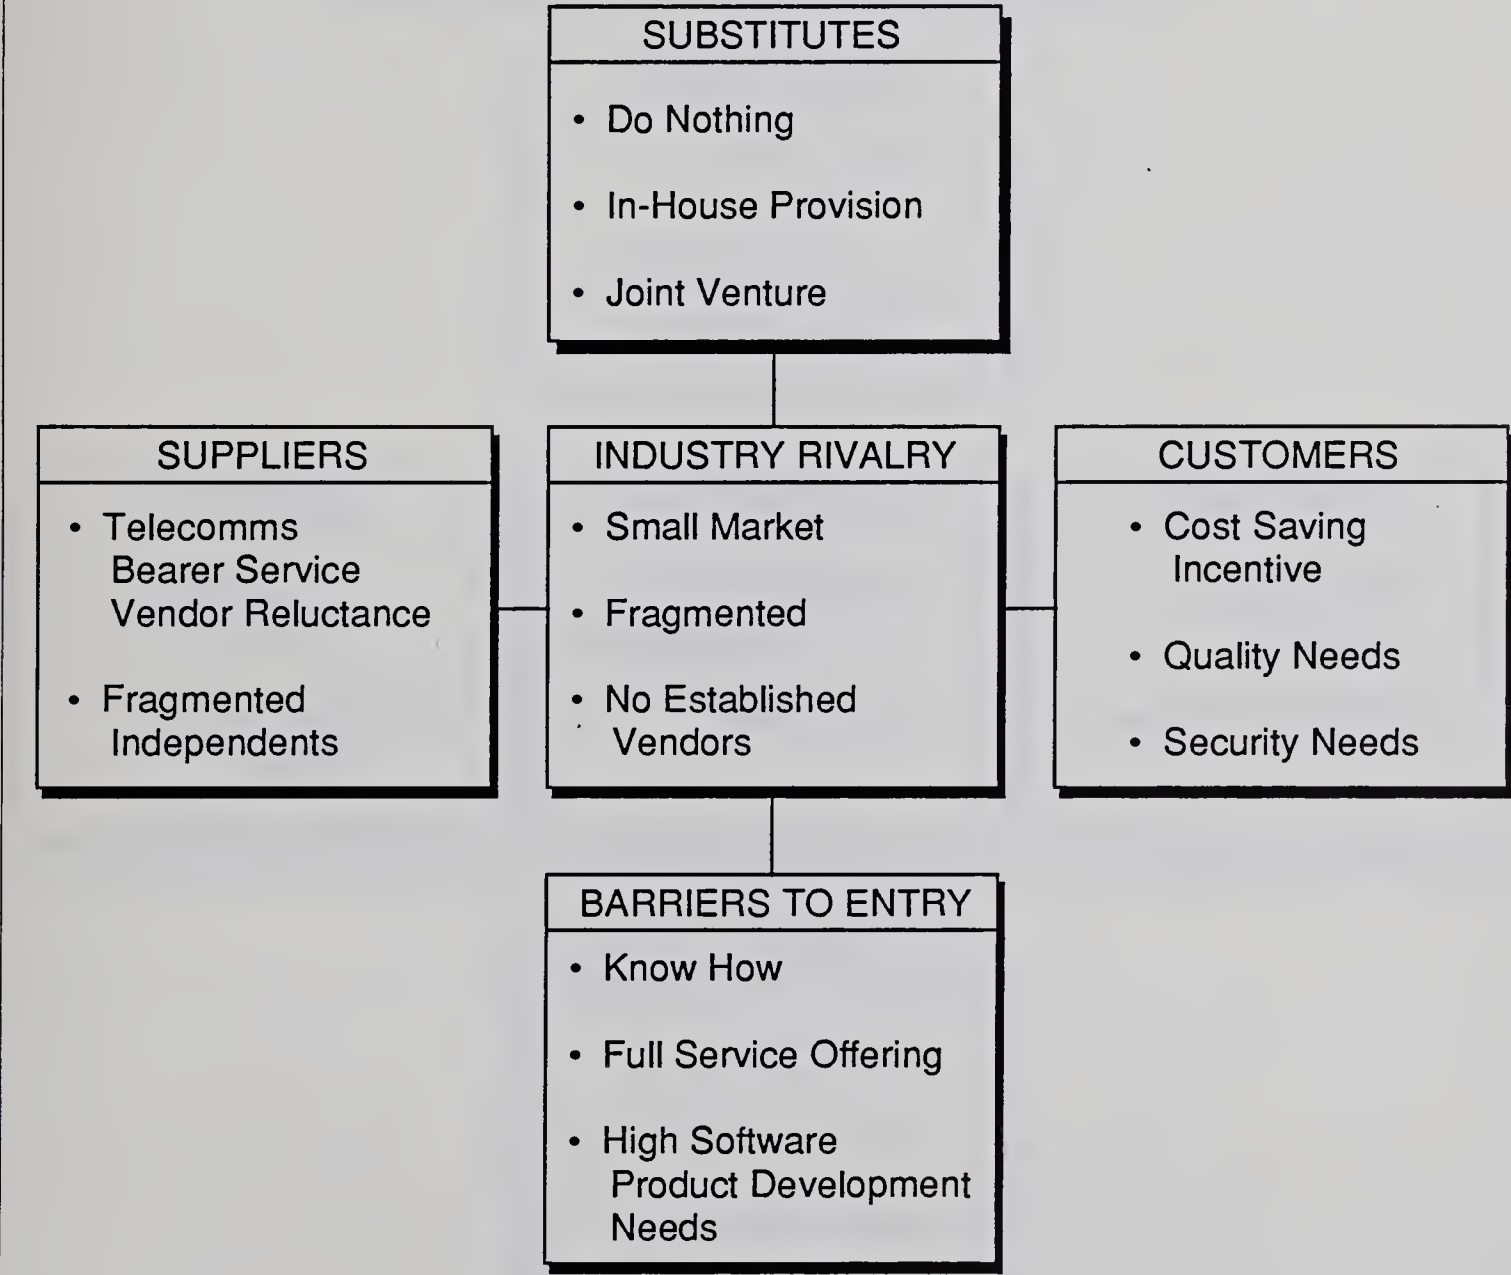 SUBSTITUTES
• Do Nothing
• In-House Provision
• Joint Venture
SUPPLIERS
• Telecomms
Bearer Service
Vendor Reluctance
• Fragmented
Independents
INDUSTRY RIVALRY
• Small Market
• Fragmented
• No Established
Vendors
CUSTOMERS
• Cost Saving
Incentive
• Quality Needs
• Security Needs
BARRIERS TO ENTRY
• Know How
• Full Service Offering
• High Software
Product Development
Needs